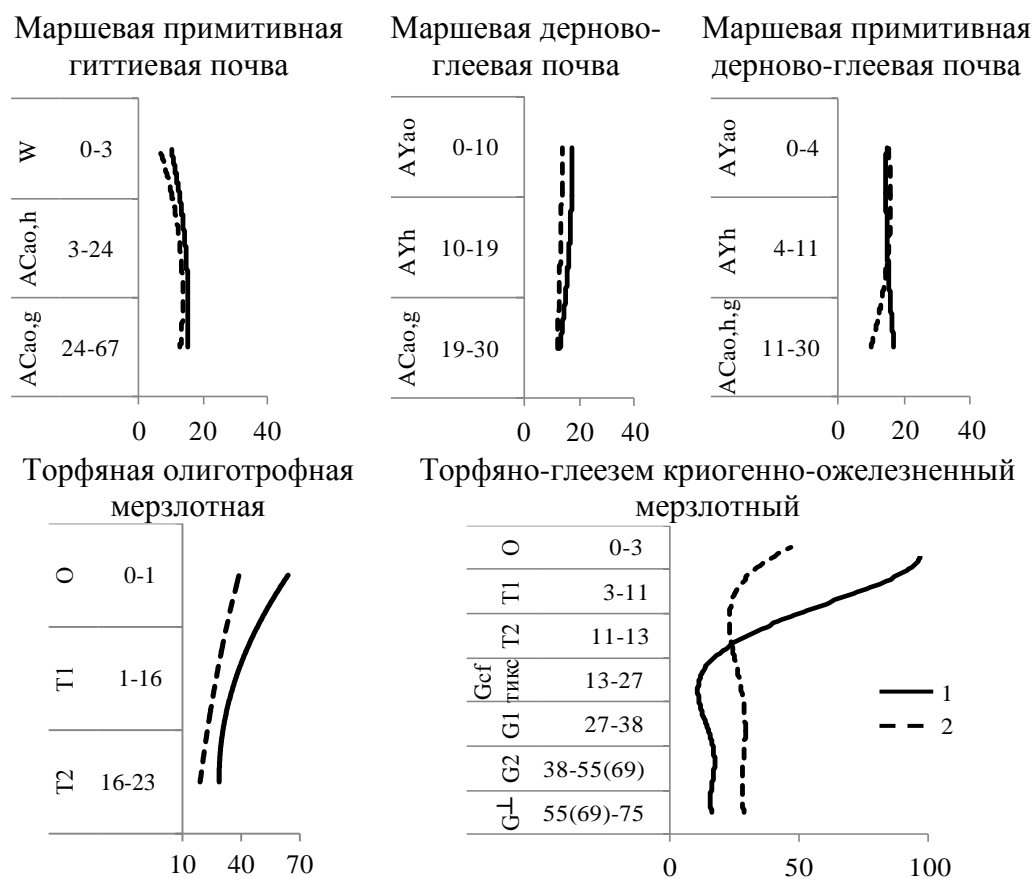 Маршевая примитивная
гиттиевая почва
W 0-3
ACao,h 3-24
ACao,g 24-67
0 20 40
Маршевая дерново-
глеевая почва
AYao 0-10
AYh 10-19
ACao,g 19-30
0 20 40
Маршевая примитивная
дерново-глеевая почва
AYao 0-4
AYh 4-11
ACao,h,g 11-30
0 20 40
Торфяная олиготрофная
мерзлотная
O 0-1
T1 1-16
T2 16-23
10 40 70
Торфяно-глеезем криогенно-ожелезненный
мерзлотный
O 0-3
T1 3-11
T2 11-13
Gcf
тикс 13-27
G1 27-38
G2 38-55(69)
G⊥ 55(69)-75
0 50 100
1
2